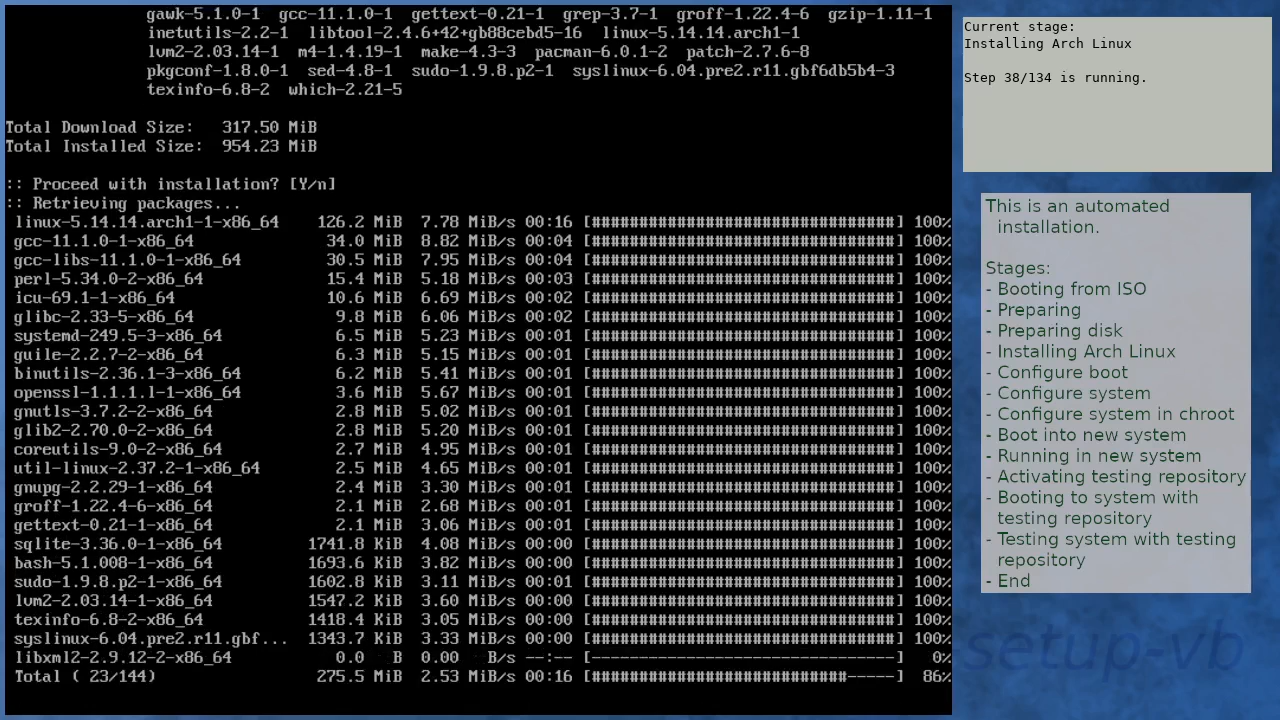 gawk-5.1.0-1 gcc-11.1.0-1 gettext-0.21-1 grep-3.7-1 groff-1.22.4-6 gzip-1.11-1
inetutils-2.2-1 libtool-2.4.6+42+gb88cebd5-16 linux-5.14.14.arch1-1
lvm2-2.03.14-1 m4-1.4.19-1 make-4.3-3 pacman-6.0.1-2 patch-2.7.6-8
pkgconf-1.8.0-1 sed-4.8-1 sudo-1.9.8.p2-1 syslinux-6.04.pre2.r11.gbf6db5b4-3
texinfo-6.8-2 which-2.21-5
Total Download Size: 317.50 MiB
Total Installed Size: 954.23 MiB
:: Proceed with installation? [Y/n]
:: Retrieving packages...
linux-5.14.14.arch1-1-x86_64 126.2 MiB 7.78 MiB/s 00:16 [################################] 100%
gcc-11.1.0-1-x86_64 34.0 MiB 8.82 MiB/s 00:04 [################################] 100%
gcc-libs-11.1.0-1-x86_64 30.5 MiB 7.95 MiB/s 00:04 [################################] 100%
perl-5.34.0-2-x86_64 15.4 MiB 5.18 MiB/s 00:03 [################################] 100%
icu-69.1-1-x86_64 10.6 MiB 6.69 MiB/s 00:02 [################################] 100%
glibc-2.33-5-x86_64 9.8 MiB 6.06 MiB/s 00:02 [################################] 100%
systemd-249.5-3-x86_64 6.5 MiB 5.23 MiB/s 00:01 [################################] 100%
guile-2.2.7-2-x86_64 6.3 MiB 5.15 MiB/s 00:01 [################################] 100%
binutils-2.36.1-3-x86_64 6.2 MiB 5.41 MiB/s 00:01 [################################] 100%
openssl-1.1.1.l-1-x86_64 3.6 MiB 5.67 MiB/s 00:01 [################################] 100%
gnutls-3.7.2-2-x86_64 2.8 MiB 5.02 MiB/s 00:01 [################################] 100%
glib2-2.70.0-2-x86_64 2.8 MiB 5.20 MiB/s 00:01 [################################] 100%
coreutils-9.0-2-x86_64 2.7 MiB 4.95 MiB/s 00:01 [################################] 100%
util-linux-2.37.2-1-x86_64 2.5 MiB 4.65 MiB/s 00:01 [################################] 100%
gnupg-2.2.29-1-x86_64 2.4 MiB 3.30 MiB/s 00:01 [################################] 100%
groff-1.22.4-6-x86_64 2.1 MiB 2.68 MiB/s 00:01 [################################] 100%
gettext-0.21-1-x86_64 2.1 MiB 3.06 MiB/s 00:01 [################################] 100%
sqlite-3.36.0-1-x86_64 1741.8 KiB 4.08 MiB/s 00:00 [################################] 100%
bash-5.1.008-1-x86_64 1693.6 KiB 3.82 MiB/s 00:00 [################################] 100%
sudo-1.9.8.p2-1-x86_64 1602.8 KiB 3.11 MiB/s 00:01 [################################] 100%
lvm2-2.03.14-1-x86_64 1547.2 KiB 3.60 MiB/s 00:00 [################################] 100%
texinfo-6.8-2-x86_64 1418.4 KiB 3.05 MiB/s 00:00 [################################] 100%
syslinux-6.04.pre2.r11.gbf... 1343.7 KiB 3.33 MiB/s 00:00 [################################] 100%
libxml2-2.9.12-2-x86_64 0.0 B 0.00 B/s --:-- [--------------------------------] 0%
Total ( 23/144) 275.5 MiB 2.53 MiB/s 00:16 [###########################-----] 86%
Current stage:
Installing Arch Linux
Step 38/134 is running.
This is an automated
installation.
Stages:
- Booting from ISO
- Preparing
- Preparing disk
- Installing Arch Linux
- Configure boot
- Configure system
- Configure system in chroot
- Boot into new system
- Running in new system
- Activating testing repository
- Booting to system with
testing repository
- Testing system with testing
repository
- End
setup-vb